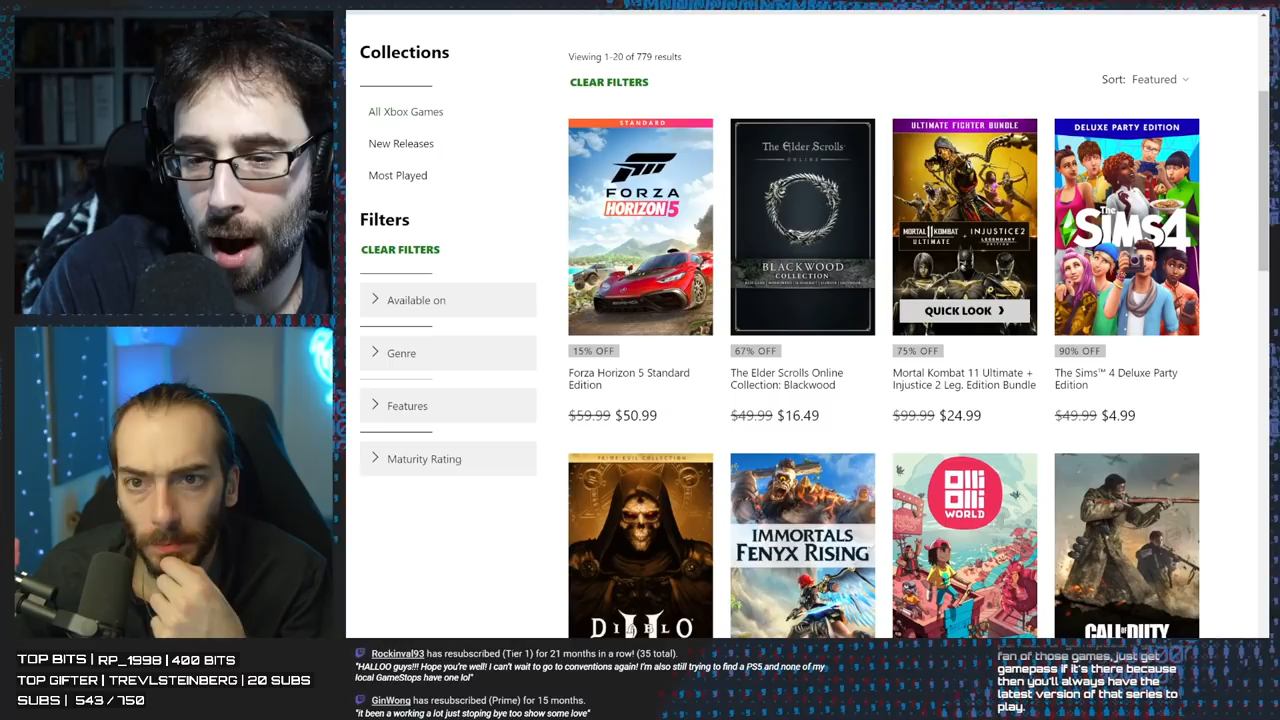 Collections
All Xbox Games
New Releases
Most Played
Filters
CLEAR FILTERS
Available on
Genre
Features
Maturity Rating
Viewing 1-20 of 779 results
CLEAR FILTERS
Sort: Featured
STANDARD
FORZA
HORIZON 5
15% OFF
Forza Horizon 5 Standard
Edition
$59.99 $50.99
The Elder Scrolls
ONLINE
BLACKWOOD
COLLECTION
67% OFF
The Elder Scrolls Online
Collection: Blackwood
$49.99 $16.49
ULTIMATE FIGHTER BUNDLE
MORTAL KOMBAT 11
ULTIMATE
+
INJUSTICE 2
LEGENDARY EDITION
QUICK LOOK
75% OFF
Mortal Kombat 11 Ultimate +
Injustice 2 Leg. Edition Bundle
$99.99 $24.99
DELUXE PARTY EDITION
The
SIMS 4
90% OFF
The Sims™ 4 Deluxe Party
Edition
$49.99 $4.99
PRIME EVIL COLLECTION
DIABLO
II
IMMORTALS
FENYX RISING
OLLI
OLLI
WORLD
CALL OF DUTY
TOP BITS | RP_1998 | 400 BITS
TOP GIFTER | TREVLSTEINBERG | 20 SUBS
SUBS | 543 / 750
Rockinval93 has resubscribed (Tier 1) for 21 months in a row! (35 total).
"HALLOO guys!!! Hope you're well! I can't wait to go to conventions again! I'm also still trying to find a PS5 and none of my
local GameStops have one lol"
GinWong has resubscribed (Prime) for 15 months.
"it been a working a lot just stoping bye too show some love"
fan of those games, just get
gamepass if it's there because
then you'll always have the
latest version of that series to
play.